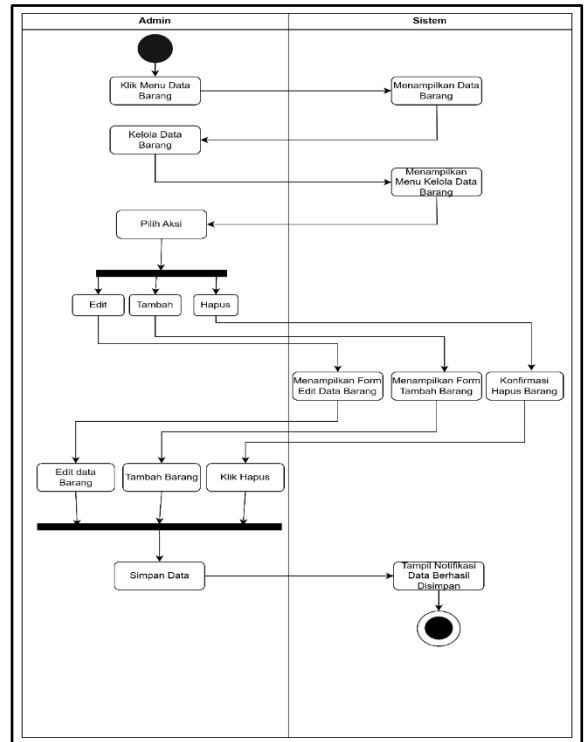 Admin
Sistem
Klik Menu Data
Barang
Menampilkan Data
Barang
Kelola Data
Barang
Menampilkan
Menu Kelola Data
Barang
Pilih Aksi
Edit
Tambah
Hapus
Menampilkan Form
Edit Data Barang
Menampilkan Form
Tambah Barang
Konfirmasi
Hapus Barang
Edit data
Barang
Tambah Barang
Klik Hapus
Simpan Data
Tampil Notifikasi
Data Berhasil
Disimpan